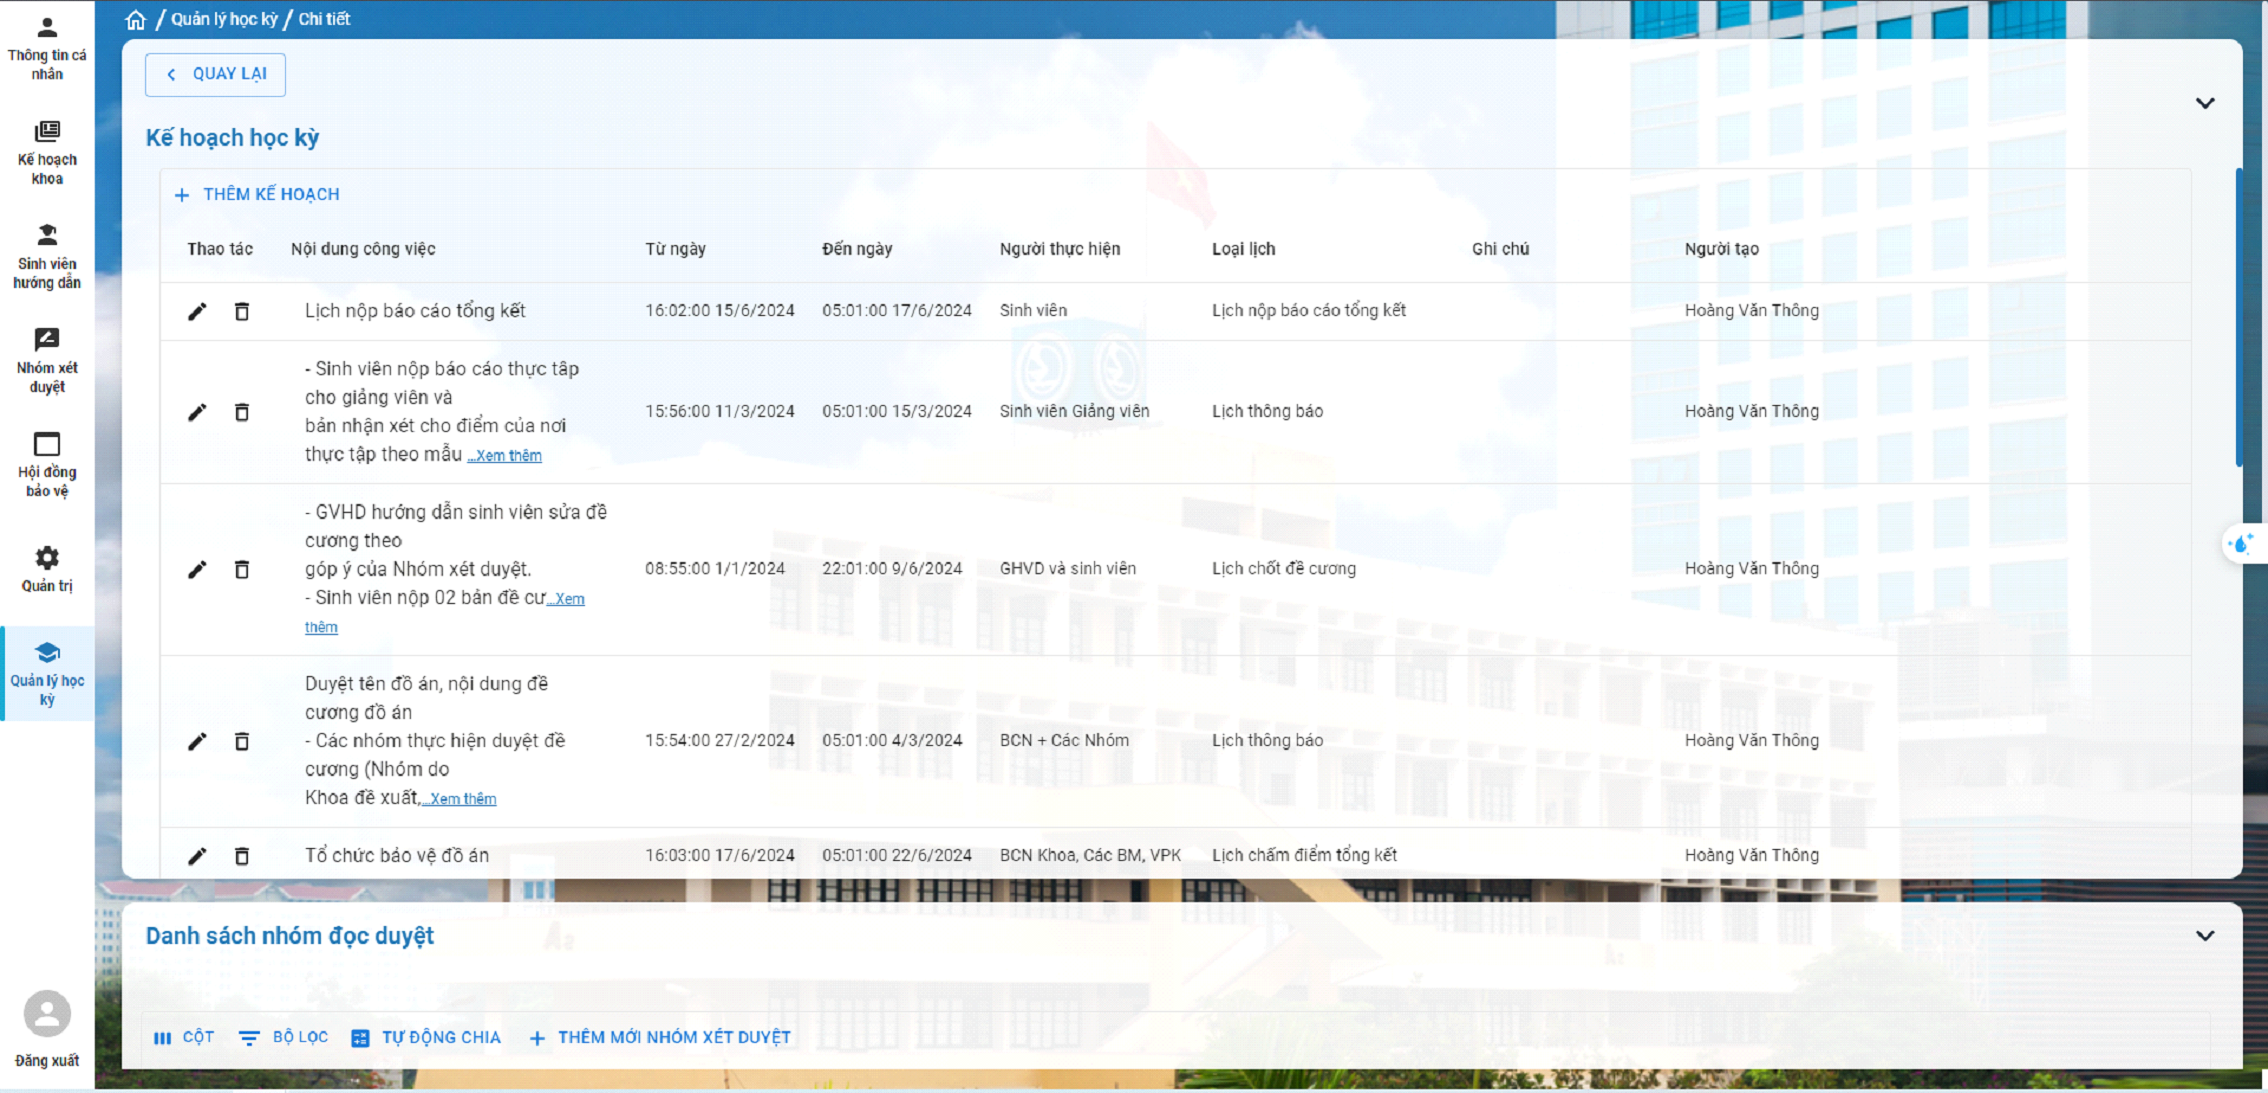 / Quản lý học kỳ / Chi tiết
Thông tin cá
nhân
Kế hoạch
khoa
Sinh viên
hướng dẫn
Nhóm xét
duyệt
Hội đồng
bảo vệ
Quản trị
Quản lý học
kỳ
Đăng xuất
QUAY LẠI
Kế hoạch học kỳ
+ THÊM KẾ HOẠCH
Thao tác Nội dung công việc Từ ngày Đến ngày Người thực hiện Loại lịch Ghi chú Người tạo
Lịch nộp báo cáo tổng kết 16:02:00 15/6/2024 05:01:00 17/6/2024 Sinh viên Lịch nộp báo cáo tổng kết Hoàng Văn Thông
- Sinh viên nộp báo cáo thực tâp
cho giảng viên và
bản nhận xét cho điểm của nơi
thực tập theo mẫu ...Xem thêm
15:56:00 11/3/2024 05:01:00 15/3/2024 Sinh viên Giảng viên Lịch thông báo Hoàng Văn Thông
- GVHD hướng dẫn sinh viên sửa đề
cương theo
góp ý của Nhóm xét duyệt.
- Sinh viên nộp 02 bản đề cư...Xem
thêm
08:55:00 1/1/2024 22:01:00 9/6/2024 GHVD và sinh viên Lịch chốt đề cương Hoàng Văn Thông
Duyệt tên đồ án, nội dung đề
cương đồ án
- Các nhóm thực hiện duyệt đề
cương (Nhóm do
Khoa đề xuất,...Xem thêm
15:54:00 27/2/2024 05:01:00 4/3/2024 BCN + Các Nhóm Lịch thông báo Hoàng Văn Thông
Tổ chức bảo vệ đồ án 16:03:00 17/6/2024 05:01:00 22/6/2024 BCN Khoa, Các BM, VPK Lịch chấm điểm tổng kết Hoàng Văn Thông
Danh sách nhóm đọc duyệt
CỘT BỘ LỌC TỰ ĐỘNG CHIA + THÊM MỚI NHÓM XÉT DUYỆT